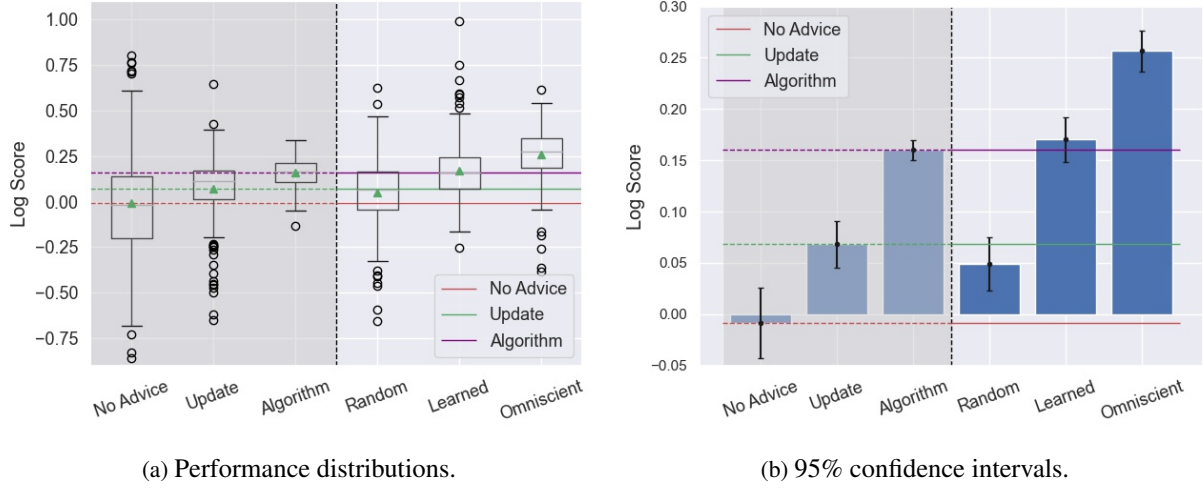 1.00
0.75
0.50
0.25
0.00
−0.25
−0.50
−0.75
Log Score
No Advice
Update
Algorithm
No Advice
Update
Algorithm
Random
Learned
Omniscient
(a) Performance distributions.
0.30
0.25
0.20
0.15
0.10
0.05
0.00
−0.05
Log Score
No Advice
Update
Algorithm
No Advice
Update
Algorithm
Random
Learned
Omniscient
(b) 95% confidence intervals.